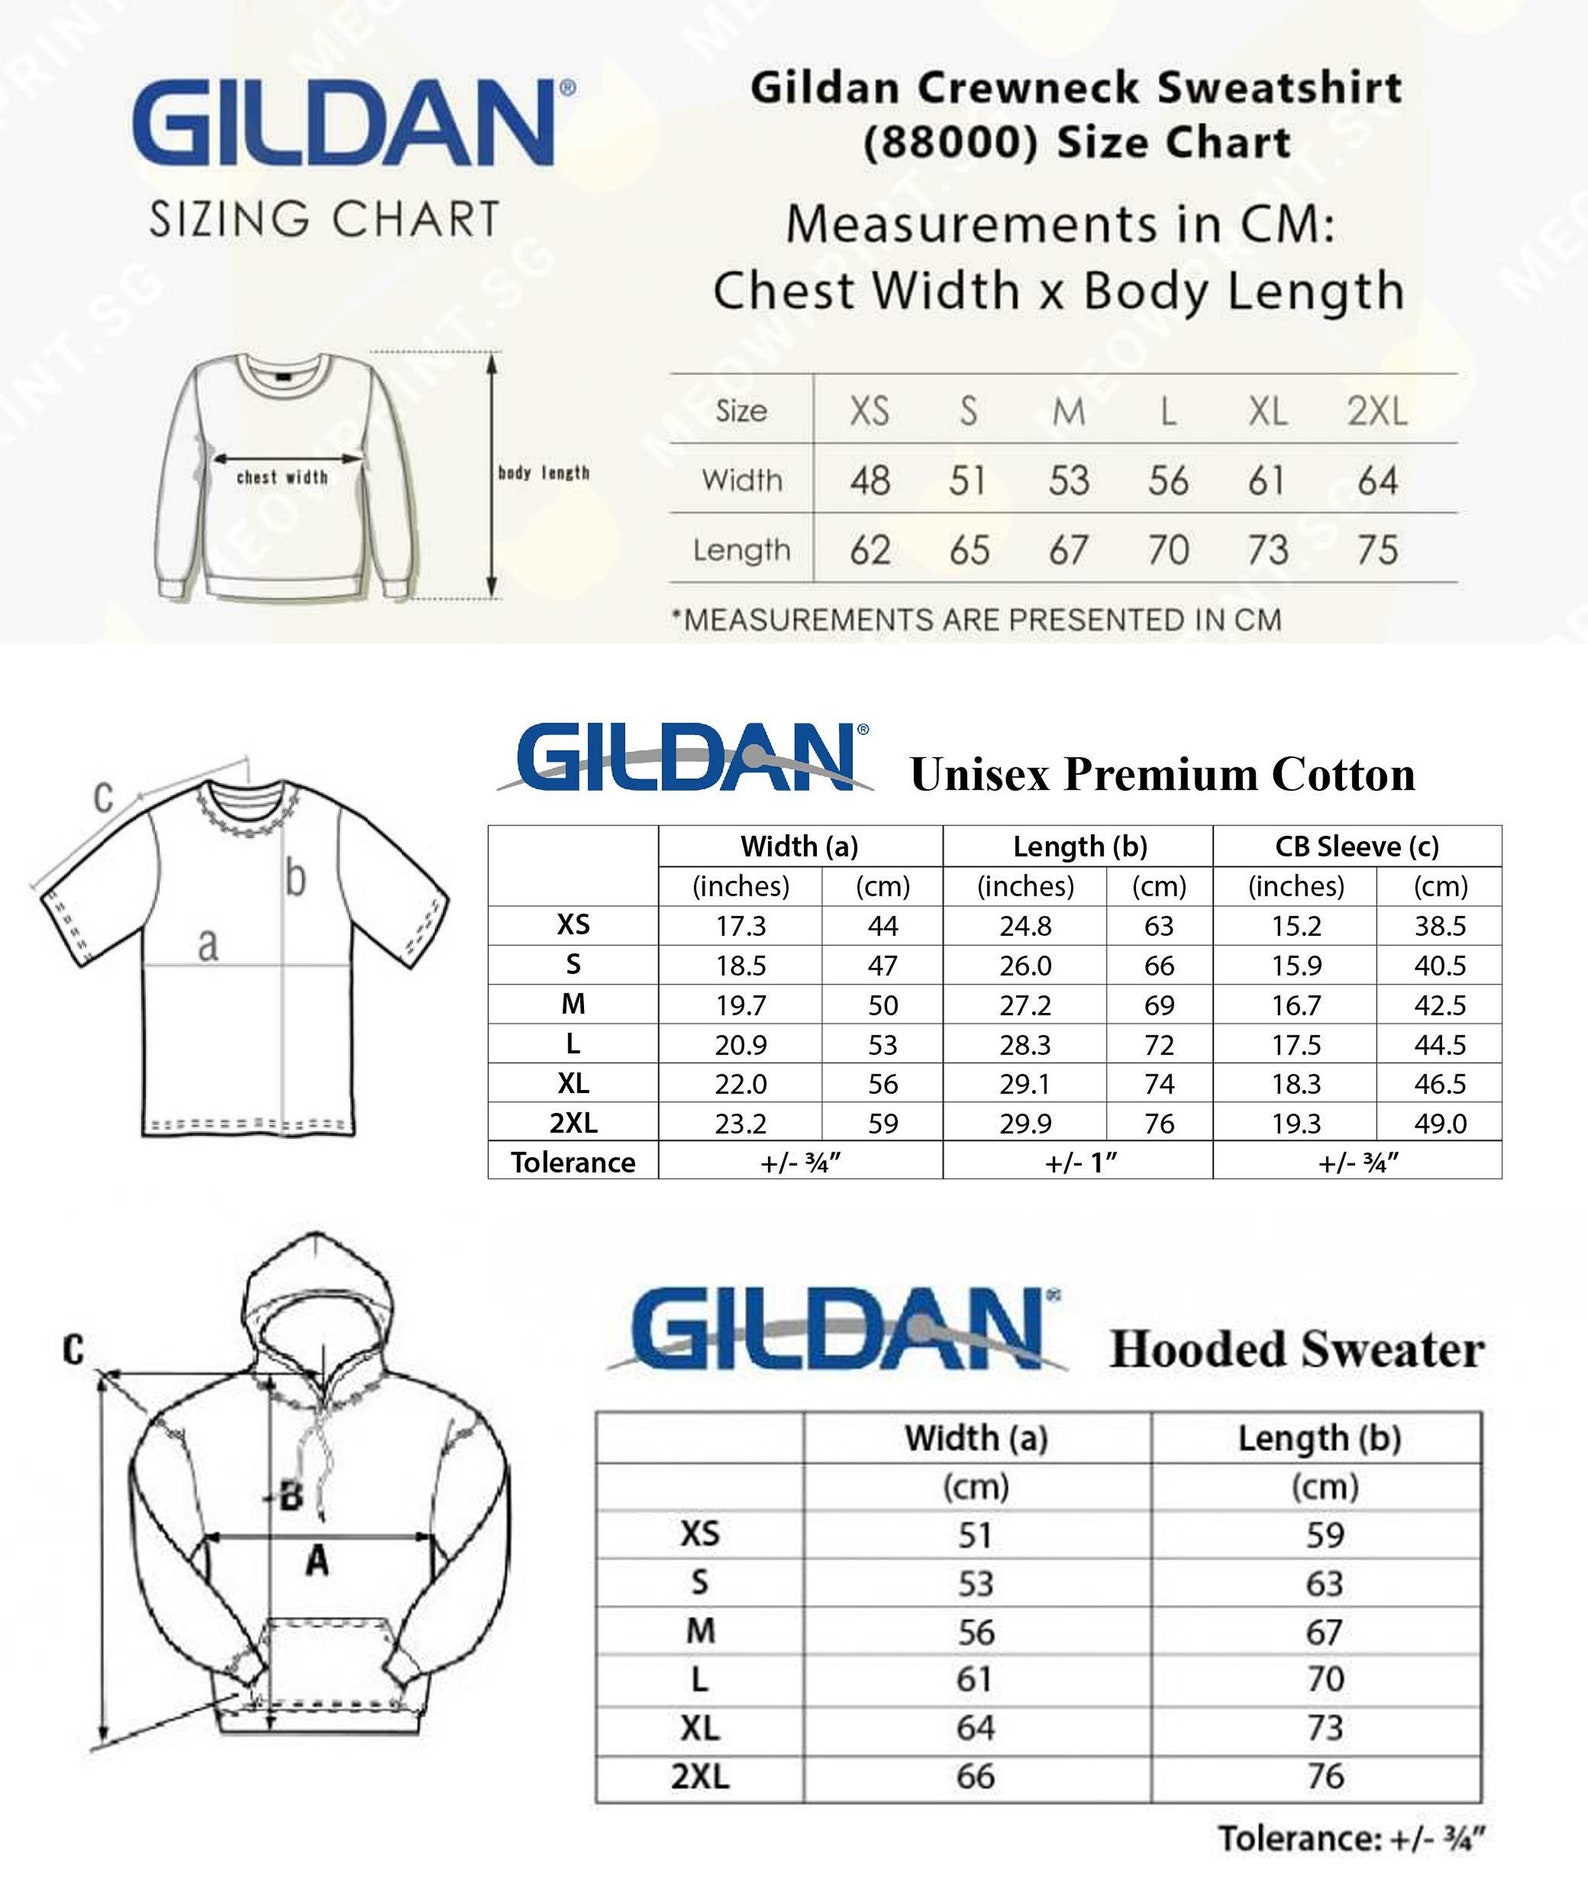 GILDAN®
SIZING CHART
Gildan Crewneck Sweatshirt
(88000) Size Chart
Measurements in CM:
Chest Width x Body Length
chest width
body length
Size XS S M L XL 2XL
Width 48 51 53 56 61 64
Length 62 65 67 70 73 75
*MEASUREMENTS ARE PRESENTED IN CM
MEOWPRINT.SG
GILDAN® Unisex Premium Cotton
c
b
a
Width (a) Length (b) CB Sleeve (c)
(inches) (cm) (inches) (cm) (inches) (cm)
XS 17.3 44 24.8 63 15.2 38.5
S 18.5 47 26.0 66 15.9 40.5
M 19.7 50 27.2 69 16.7 42.5
L 20.9 53 28.3 72 17.5 44.5
XL 22.0 56 29.1 74 18.3 46.5
2XL 23.2 59 29.9 76 19.3 49.0
Tolerance +/- ¾” +/- 1” +/- ¾”
GILDAN® Hooded Sweater
C
B
A
Width (a) Length (b)
(cm) (cm)
XS 51 59
S 53 63
M 56 67
L 61 70
XL 64 73
2XL 66 76
Tolerance: +/- ¾”